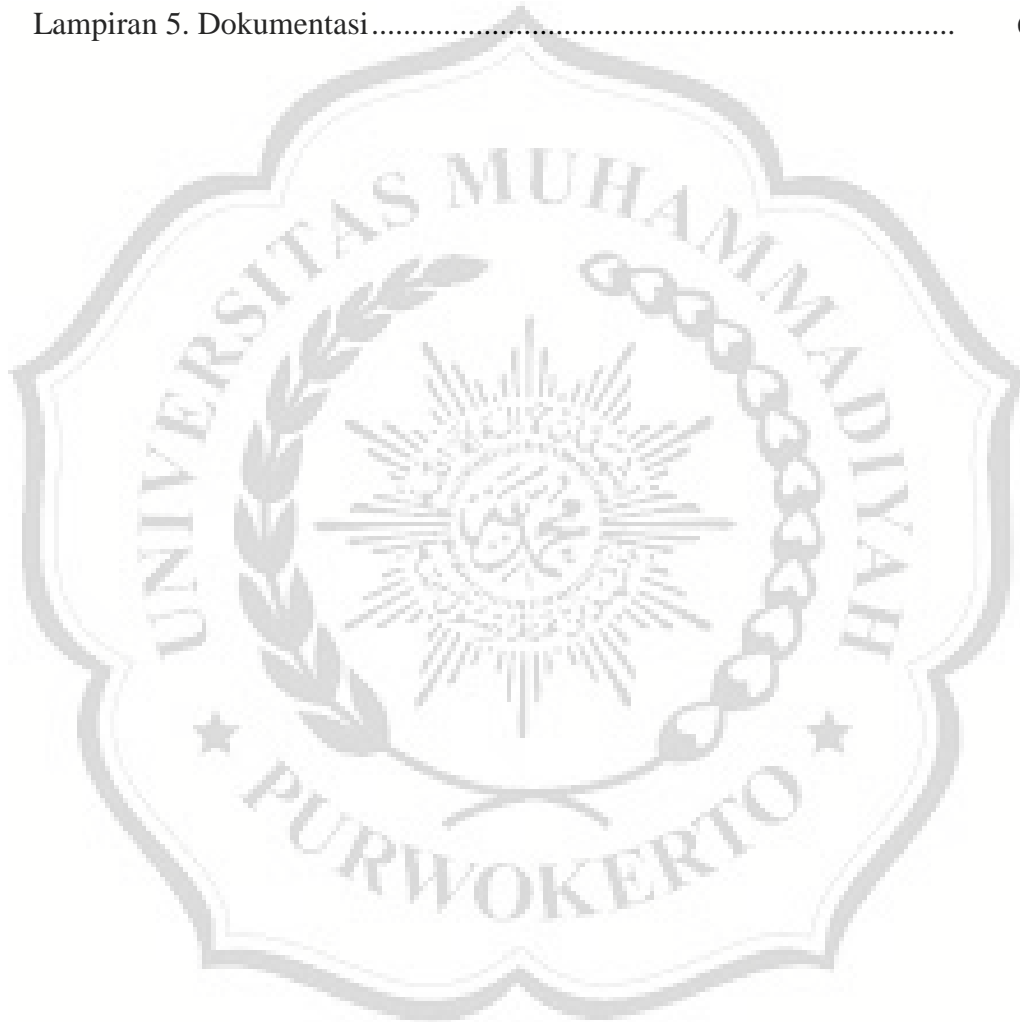 Lampiran 5. Dokumentasi.........................................................................
UNIVERSITAS MUHAMMADIYAH
PURWOKERTO